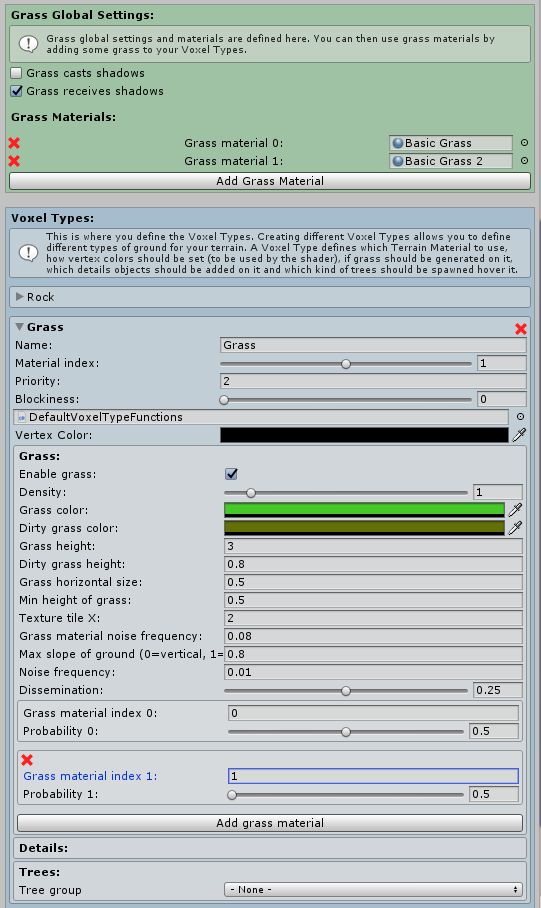 Grass Global Settings:
Grass global settings and materials are defined here. You can then use grass materials by
adding some grass to your Voxel Types.
Grass casts shadows
Grass receives shadows
Grass Materials:
Grass material 0: Basic Grass
Grass material 1: Basic Grass 2
Add Grass Material
Voxel Types:
This is where you define the Voxel Types. Creating different Voxel Types allows you to define
different types of ground for your terrain. A Voxel Type defines which Terrain Material to use,
how vertex colors should be set (to be used by the shader), if grass should be generated on it,
which details objects should be added on it and which kind of trees should be spawned hover it.
Rock
Grass
Name: Grass
Material index: 1
Priority: 2
Blockiness: 0
DefaultVoxelTypeFunctions
Vertex Color:
Grass:
Enable grass:
Density: 1
Grass color:
Dirty grass color:
Grass height: 3
Dirty grass height: 0.8
Grass horizontal size: 0.5
Min height of grass: 0.5
Texture tile X: 2
Grass material noise frequency: 0.08
Max slope of ground (0=vertical, 1= 0.8
Noise frequency: 0.01
Dissemination: 0.25
Grass material index 0: 0
Probability 0: 0.5
Grass material index 1: 1
Probability 1: 0.5
Add grass material
Details:
Trees:
Tree group - None -